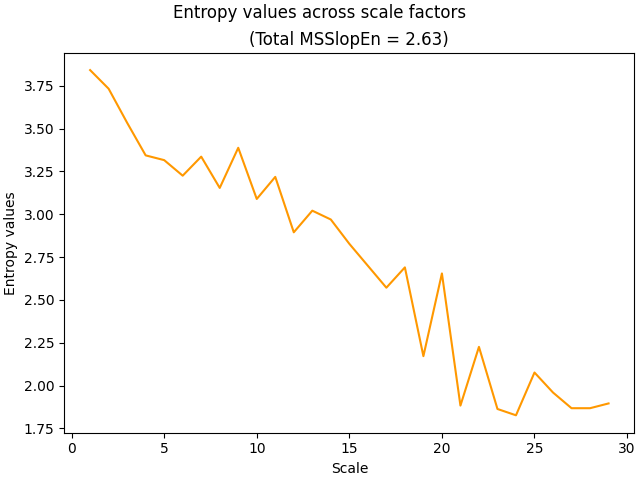 Entropy values across scale factors
(Total MSSlopEn = 2.63)
3.75
3.50
3.25
3.00
2.75
2.50
2.25
2.00
1.75
Entropy values
0 5 10 15 20 25 30
Scale